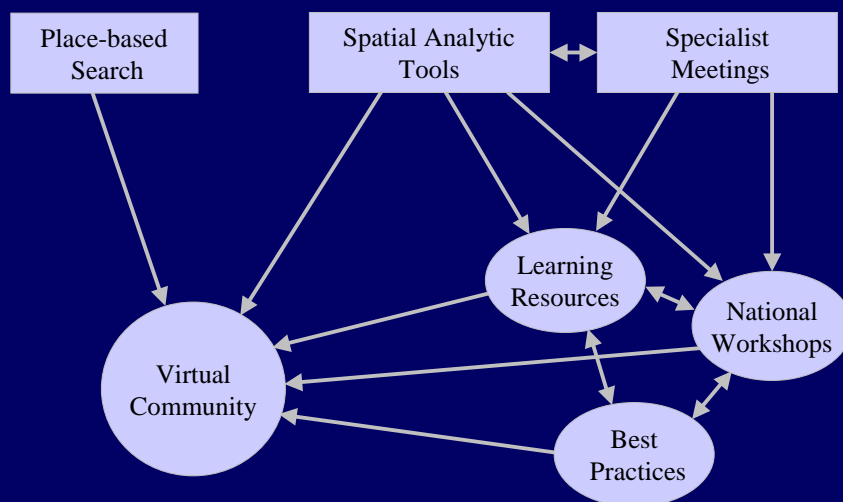 Place-based
Search
Spatial Analytic
Tools
Specialist
Meetings
Learning
Resources
National
Workshops
Virtual
Community
Best
Practices